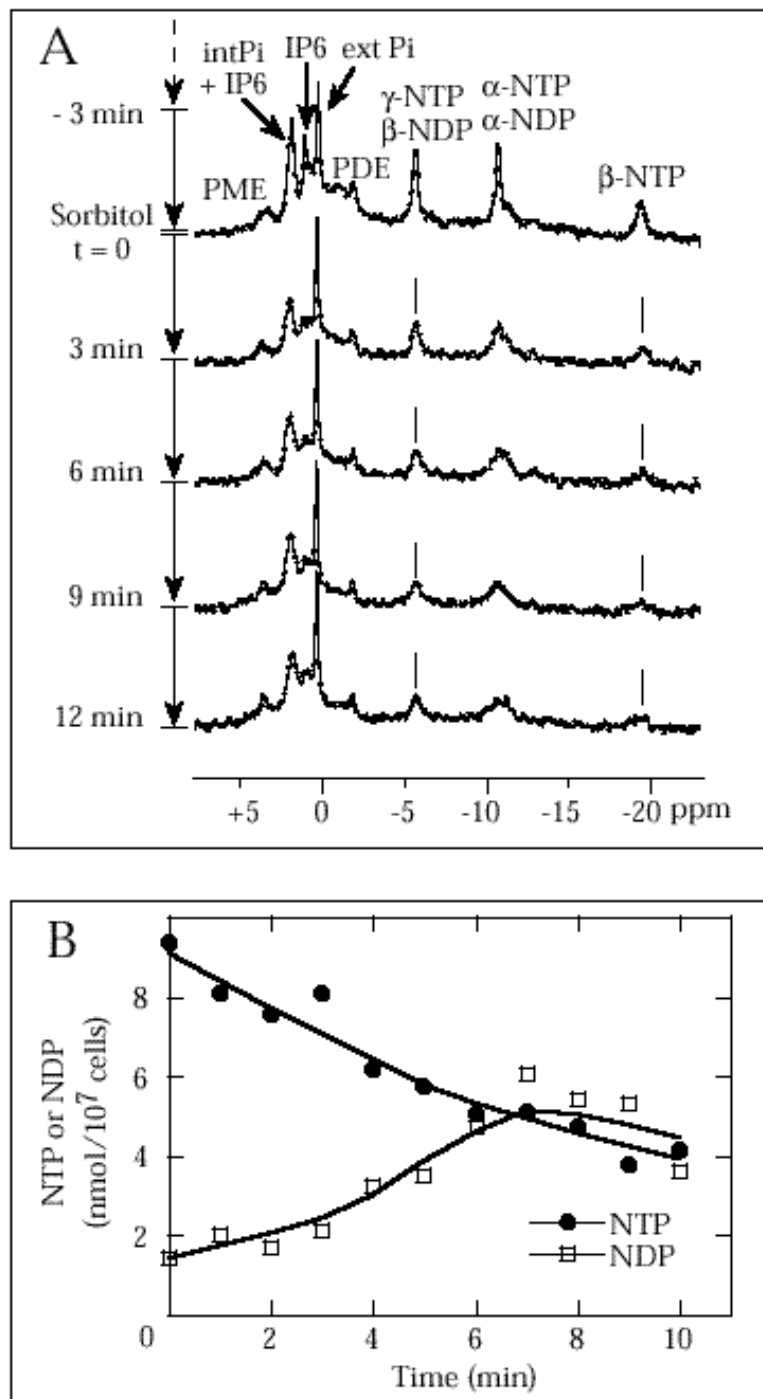 A
intPi + IP6
IP6
ext Pi
γ-NTP
β-NDP
α-NTP
α-NDP
PME
PDE
β-NTP
- 3 min
Sorbitol
t = 0
3 min
6 min
9 min
12 min
+5 0 -5 -10 -15 -20 ppm
B
NTP or NDP
(nmol/10⁷ cells)
8
6
4
2
NTP
NDP
0 2 4 6 8 10
Time (min)